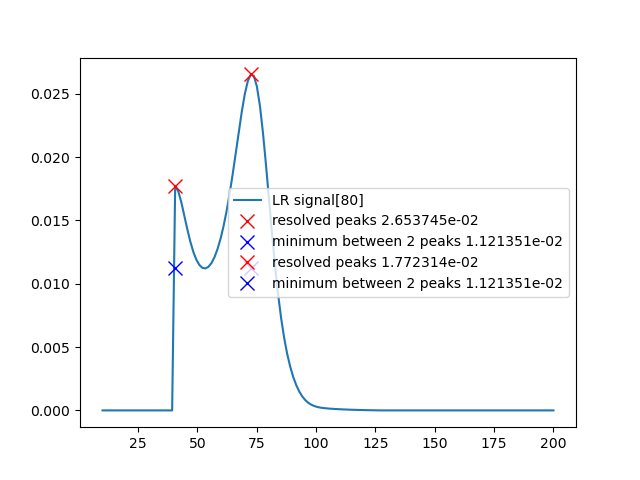 0.025
0.020
0.015
0.010
0.005
0.000
LR signal[80]
resolved peaks 2.653745e-02
minimum between 2 peaks 1.121351e-02
resolved peaks 1.772314e-02
minimum between 2 peaks 1.121351e-02
25 50 75 100 125 150 175 200